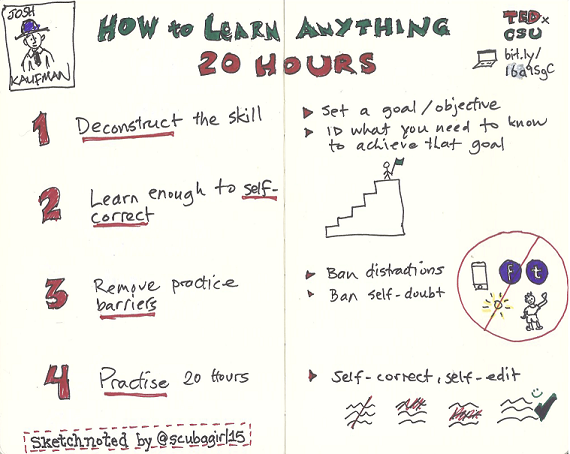 JOSH
KAUFMAN
HOW to LEARN ANYTHING
20 HOURS
TEDx
CSU
bit.ly/
1 Deconstruct the skill
2 Learn enough to self-
correct
3 Remove practice
barriers
4 Practise 20 Hours
Sketchnoted by @scubagirl15
Set a goal/objective
ID what you need to know
to achieve that goal
Ban distractions
Ban self-doubt
f t
Self-correct, self-edit